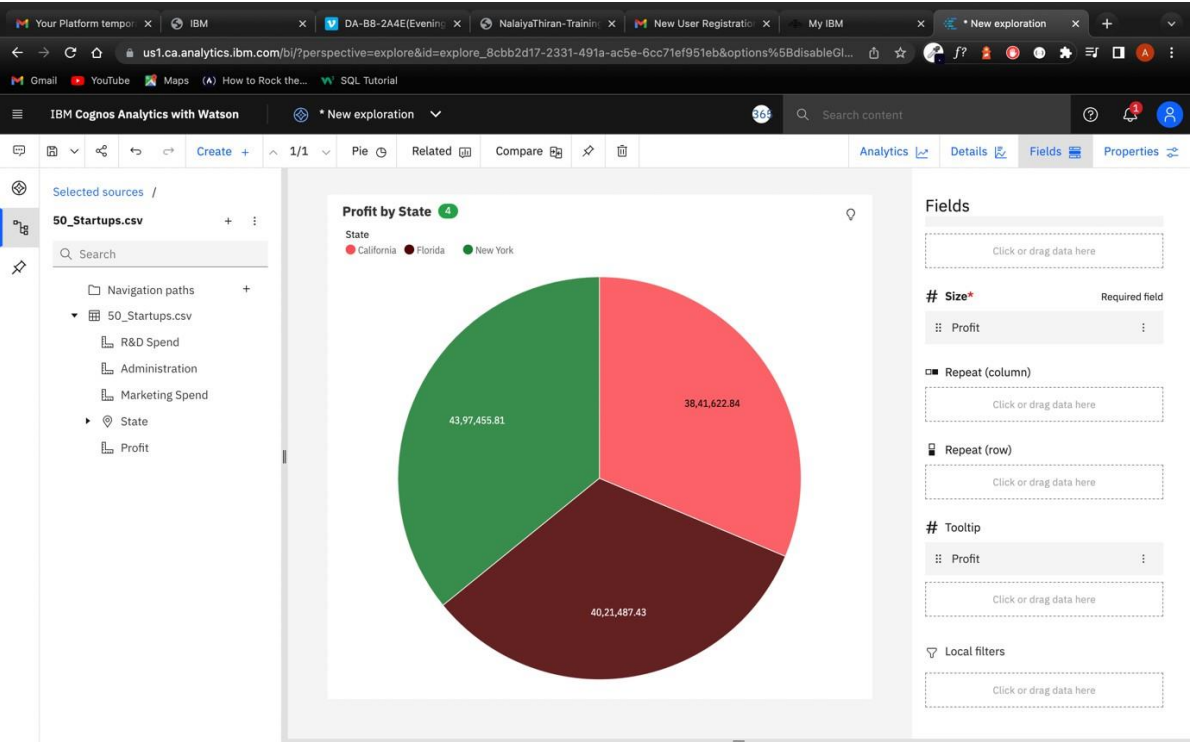 Your Platform tempor
IBM
DA-BB-2A4E(Evening
NalaiyaThiran-Training
New User Registration
My IBM
* New exploration
us1.ca.analytics.ibm.com/bi/?perspective=explore&id=explore_8cbb2d17-2331-491a-ac5e-6cc71ef951eb&options%5BdisableGl...
f?
A
Gmail
YouTube
Maps
(A) How to Rock the...
SQL Tutorial
IBM Cognos Analytics with Watson
* New exploration
365
Search content
1
Create +
1/1
Pie
Related
Compare
Analytics
Details
Fields
Properties
Selected sources /
50_Startups.csv
Search
Navigation paths
50_Startups.csv
R&D Spend
Administration
Marketing Spend
State
Profit
Profit by State 4
State
California Florida New York
38,41,622.84
43,97,455.81
40,21,487.43
Fields
Click or drag data here
# Size* Required field
Profit
Repeat (column)
Click or drag data here
Repeat (row)
Click or drag data here
# Tooltip
Profit
Click or drag data here
Local filters
Click or drag data here